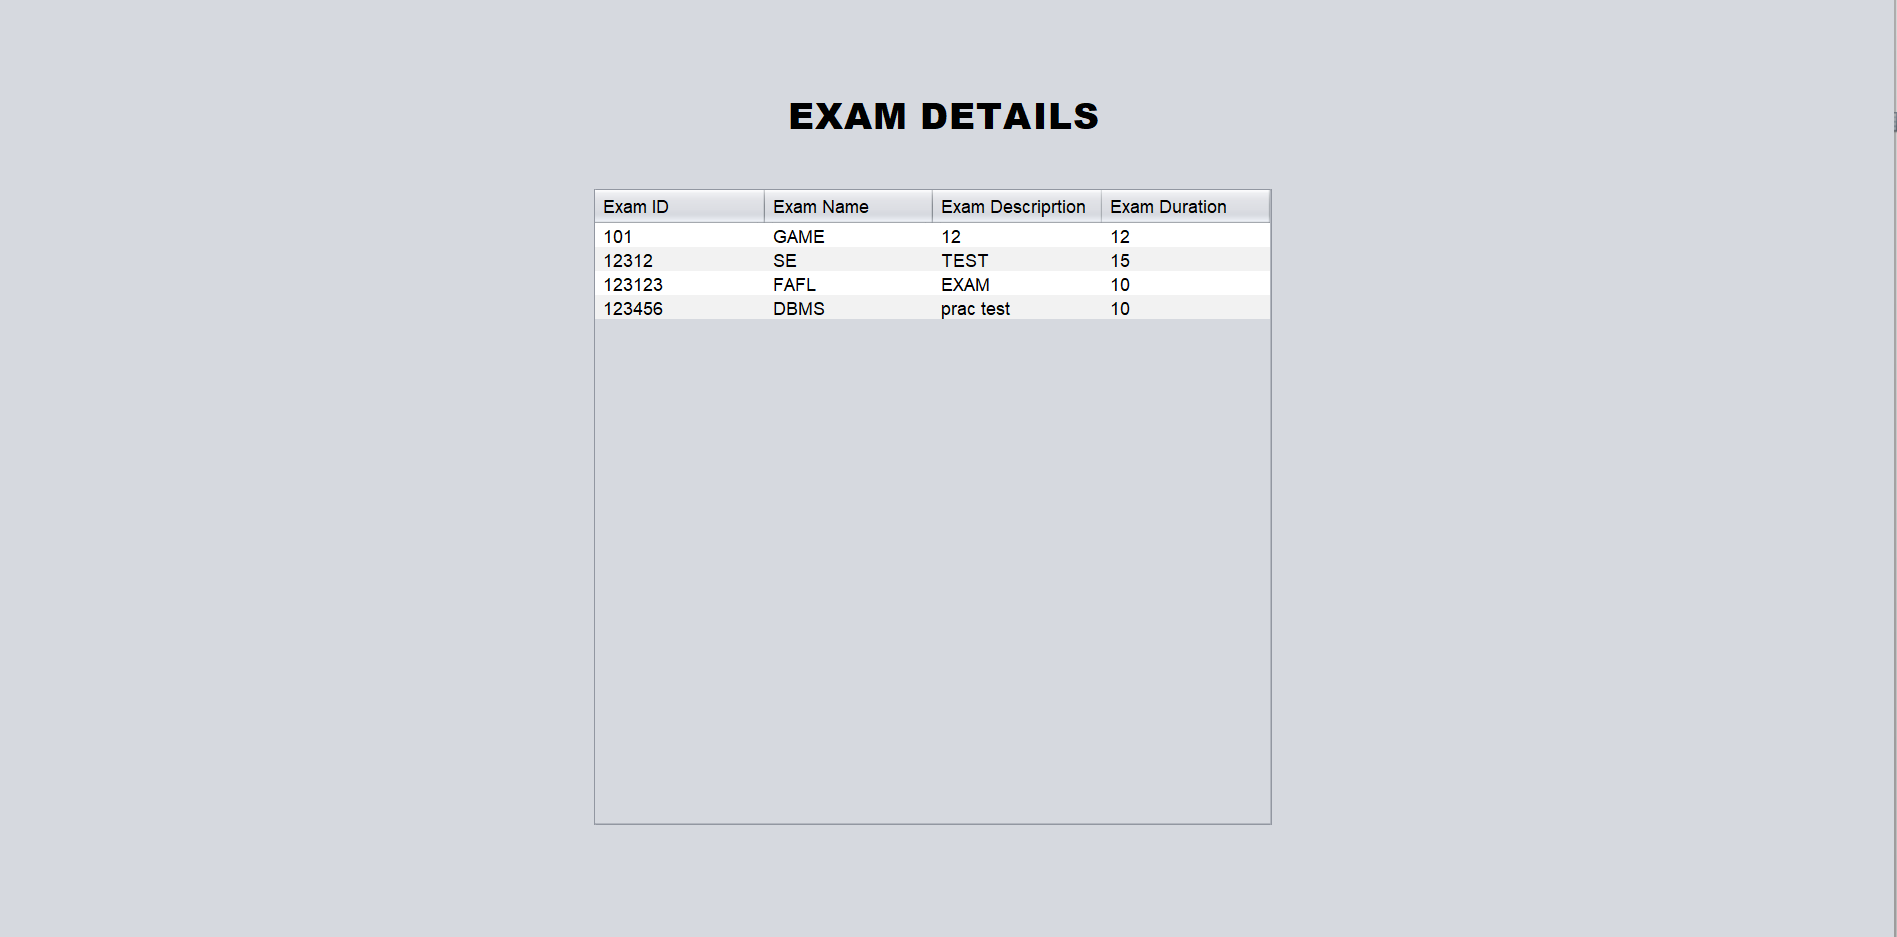 EXAM DETAILS
Exam ID Exam Name Exam Descriprtion Exam Duration
101 GAME 12 12
12312 SE TEST 15
123123 FAFL EXAM 10
123456 DBMS prac test 10